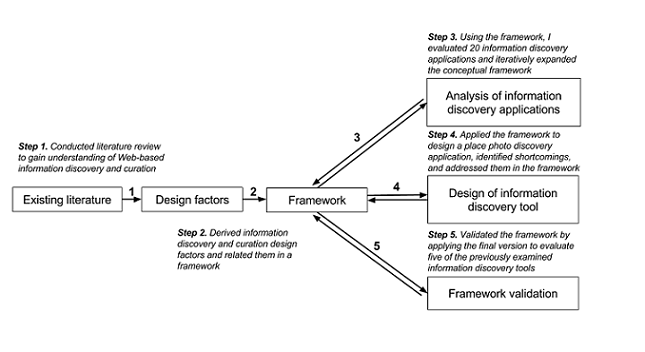 Step 3. Using the framework, I
evaluated 20 information discovery
applications and iteratively expanded
the conceptual framework
Analysis of information
discovery applications
3
Step 1. Conducted literature review
to gain understanding of Web-based
information discovery and curation
Step 4. Applied the framework to
design a place photo discovery
application, identified shortcomings,
and addressed them in the framework
Existing literature
1
Design factors
2
Framework
4
Design of information
discovery tool
Step 2. Derived information
discovery and curation design
factors and related them in a
framework
5
Step 5. Validated the framework by
applying the final version to evaluate
five of the previously examined
information discovery tools
Framework validation